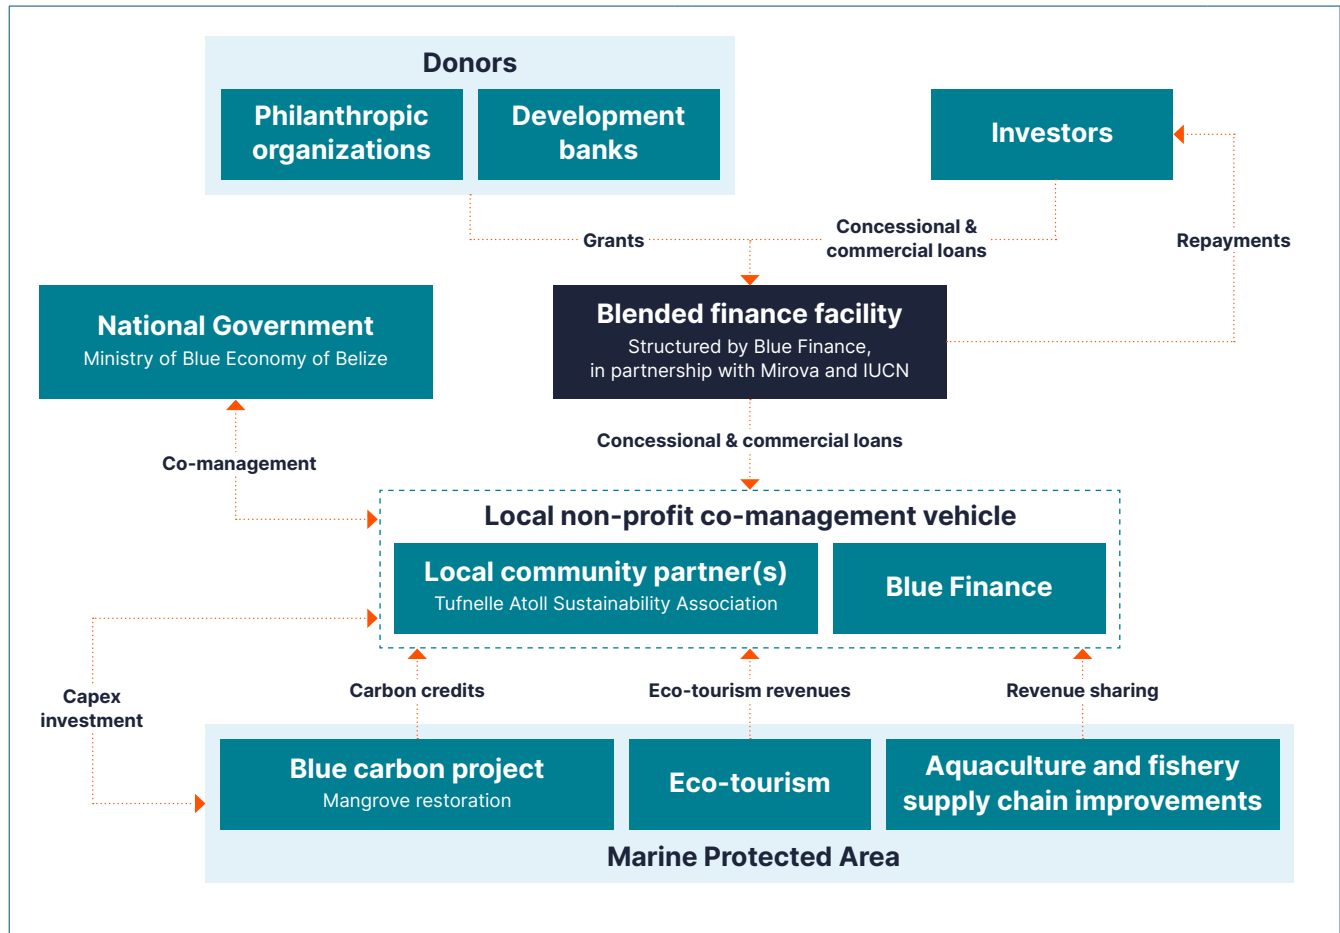 Donors
Philanthropic
organizations
Development
banks
Investors
Grants
Concessional &
commercial loans
Repayments
National Government
Ministry of Blue Economy of Belize
Blended finance facility
Structured by Blue Finance,
in partnership with Mirova and IUCN
Concessional & commercial loans
Co-management
Local non-profit co-management vehicle
Local community partner(s)
Tufnelle Atoll Sustainability Association
Blue Finance
Capex
investment
Carbon credits
Eco-tourism revenues
Revenue sharing
Blue carbon project
Mangrove restoration
Eco-tourism
Aquaculture and fishery
supply chain improvements
Marine Protected Area